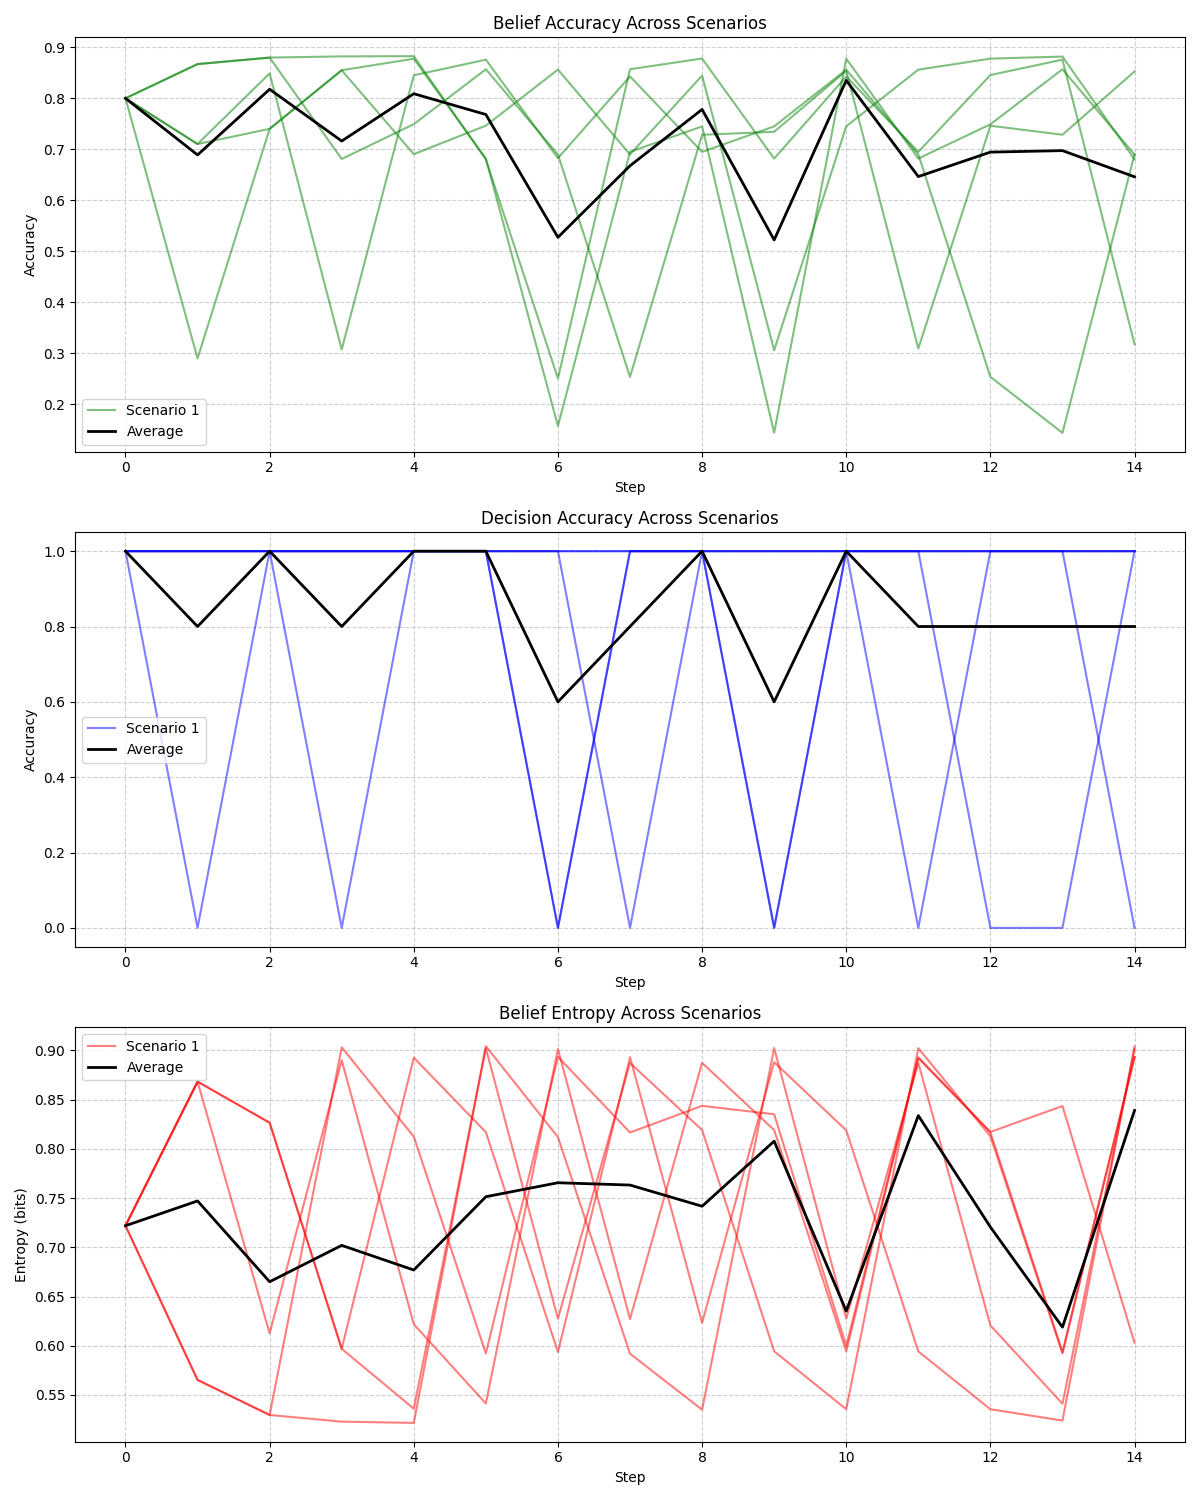 Belief Accuracy Across Scenarios
0.9
0.8
0.7
0.6
0.5
0.4
0.3
0.2
Accuracy
Scenario 1
Average
0 2 4 6 8 10 12 14
Step
Decision Accuracy Across Scenarios
1.0
0.8
0.6
0.4
0.2
0.0
Accuracy
Scenario 1
Average
0 2 4 6 8 10 12 14
Step
Belief Entropy Across Scenarios
0.90
0.85
0.80
0.75
0.70
0.65
0.60
0.55
Entropy (bits)
Scenario 1
Average
0 2 4 6 8 10 12 14
Step